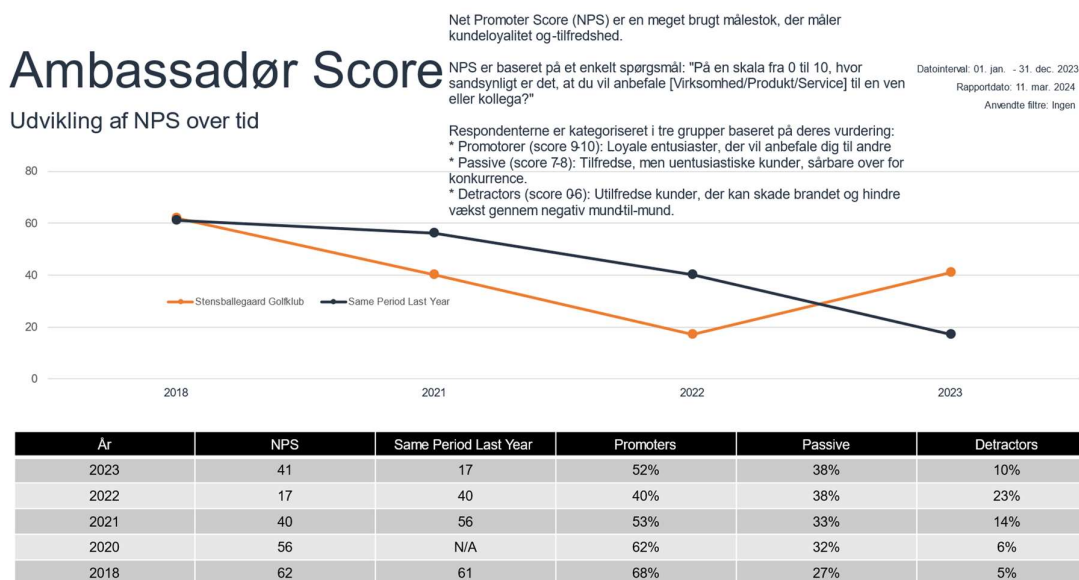 Ambassadør Score
Udvikling af NPS over tid
Net Promoter Score (NPS) er en meget brugt målestok, der måler
kundeloyalitet og-tilfredshed.
NPS er baseret på et enkelt spørgsmål: "På en skala fra 0 til 10, hvor
sandsynligt er det, at du vil anbefale [Virksomhed/Produkt/Service] til en ven
eller kollega?"
Respondenterne er kategoriseret i tre grupper baseret på deres vurdering:
* Promotorer (score 9-10): Loyale entusiaster, der vil anbefale dig til andre
* Passive (score 7-8): Tilfredse, men uentusiastiske kunder, sårbare over for
konkurrence.
* Detractors (score 0-6): Utilfredse kunder, der kan skade brandet og hindre
vækst gennem negativ mund-til-mund.
Datointerval: 01. jan. - 31. dec. 2023
Rapportdato: 11. mar. 2024
Anvendte filtre: Ingen
80
60
40
20
0
Stensballegaard Golfklub Same Period Last Year
2018 2021 2022 2023
År NPS Same Period Last Year Promoters Passive Detractors
2023 41 17 52% 38% 10%
2022 17 40 40% 38% 23%
2021 40 56 53% 33% 14%
2020 56 N/A 62% 32% 6%
2018 62 61 68% 27% 5%